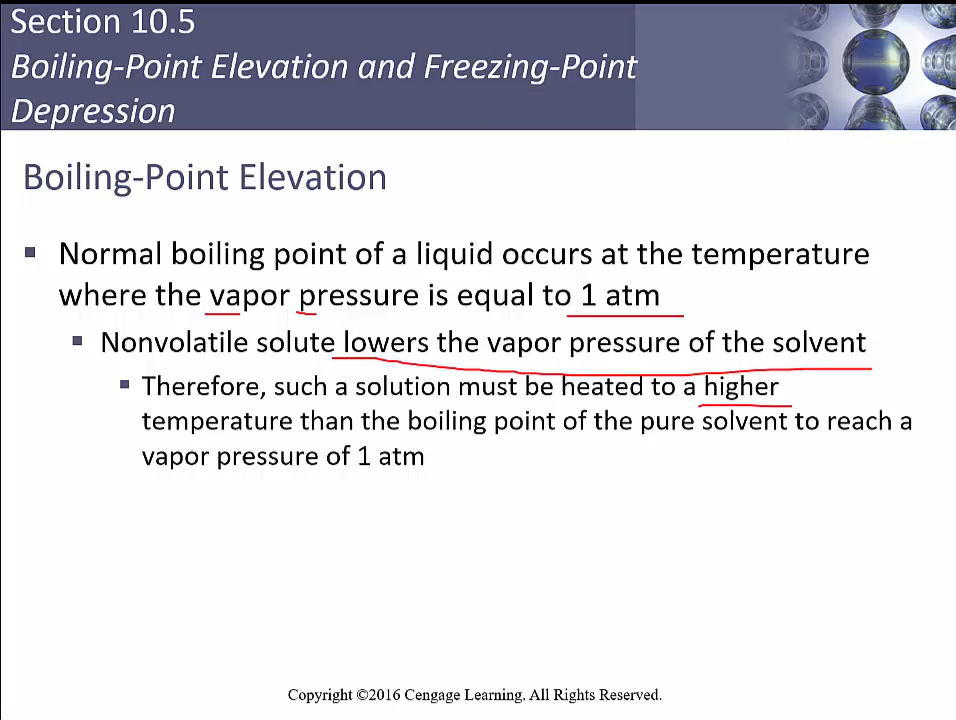 Section 10.5
Boiling-Point Elevation and Freezing-Point
Depression
Boiling-Point Elevation
Normal boiling point of a liquid occurs at the temperature
where the vapor pressure is equal to 1 atm
Nonvolatile solute lowers the vapor pressure of the solvent
Therefore, such a solution must be heated to a higher
temperature than the boiling point of the pure solvent to reach a
vapor pressure of 1 atm
Copyright ©2016 Cengage Learning. All Rights Reserved.